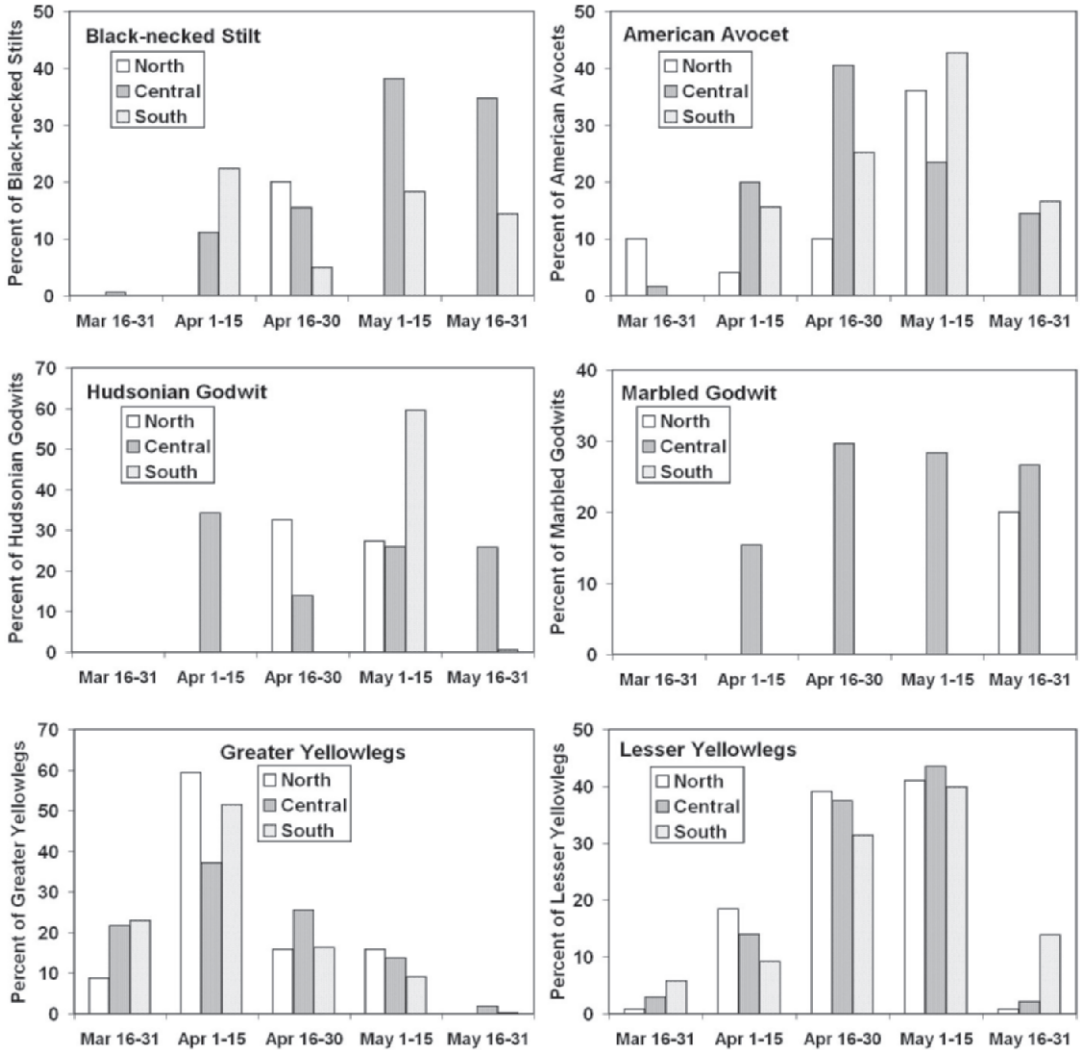 Black-necked Stilt
North
Central
South
Percent of Black-necked Stilts
50
40
30
20
10
0
Mar 16-31 Apr 1-15 Apr 16-30 May 1-15 May 16-31
American Avocet
North
Central
South
Percent of American Avocets
50
40
30
20
10
0
Mar 16-31 Apr 1-15 Apr 16-30 May 1-15 May 16-31
Hudsonian Godwit
North
Central
South
Percent of Hudsonian Godwits
70
60
50
40
30
20
10
0
Mar 16-31 Apr 1-15 Apr 16-30 May 1-15 May 16-31
Marbled Godwit
North
Central
South
Percent of Marbled Godwits
40
30
20
10
0
Mar 16-31 Apr 1-15 Apr 16-30 May 1-15 May 16-31
Greater Yellowlegs
North
Central
South
Percent of Greater Yellowlegs
70
60
50
40
30
20
10
0
Mar 16-31 Apr 1-15 Apr 16-30 May 1-15 May 16-31
Lesser Yellowlegs
North
Central
South
Percent of Lesser Yellowlegs
50
40
30
20
10
0
Mar 16-31 Apr 1-15 Apr 16-30 May 1-15 May 16-31